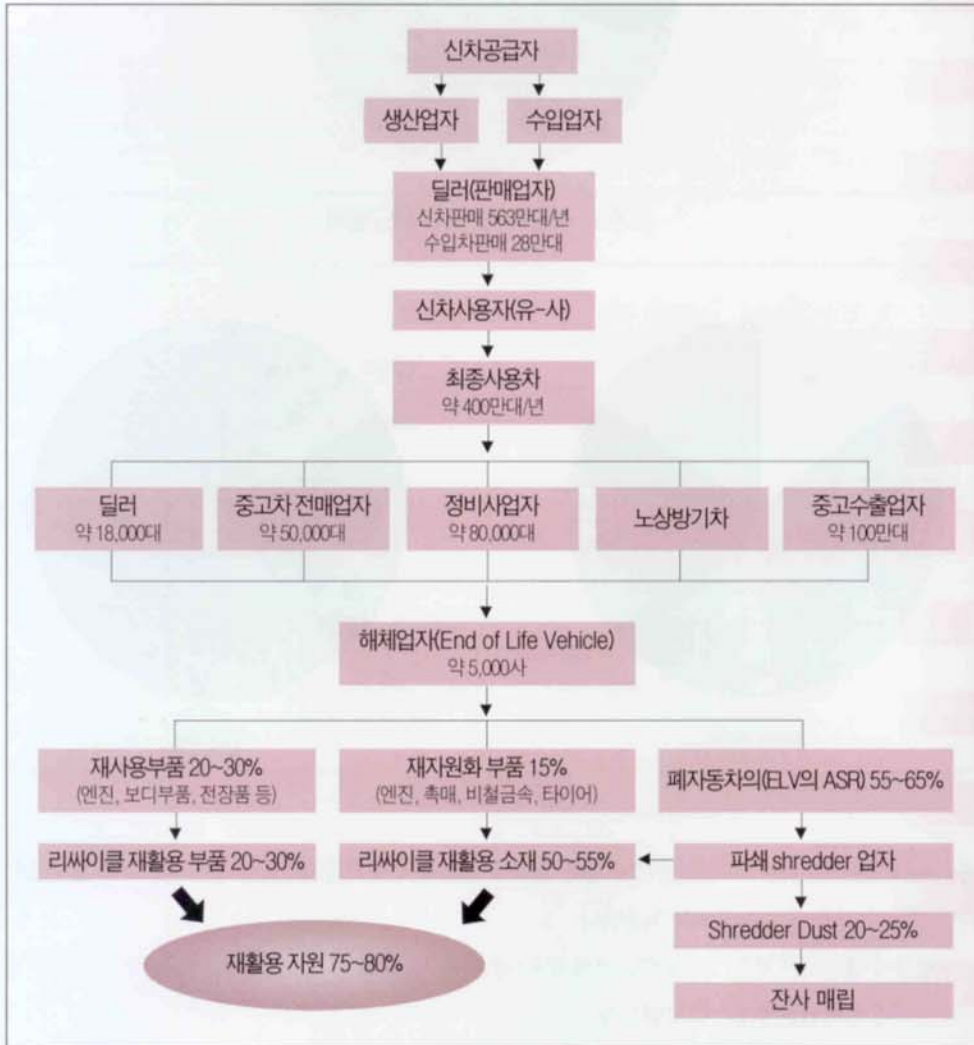 신차공급자
생산업자
수입업자
딜러(판매업자)
신차판매 563만대/년
수입차판매 28만대
신차사용자(유-사)
최종사용차
약 400만대/년
딜러
약 18,000대
중고차 전매업자
약 50,000대
정비사업자
약 80,000대
노상방기차
중고수출업자
약 100만대
해체업자(End of Life Vehicle)
약 5,000사
재사용부품 20~30%
(엔진, 보디부품, 전장품 등)
재자원화 부품 15%
(엔진, 촉매, 비철금속, 타이어)
폐자동차의(ELV의 ASR) 55~65%
리싸이클 재활용 부품 20~30%
리싸이클 재활용 소재 50~55%
파쇄 shredder 업자
Shredder Dust 20~25%
재활용 자원 75~80%
잔사 매립